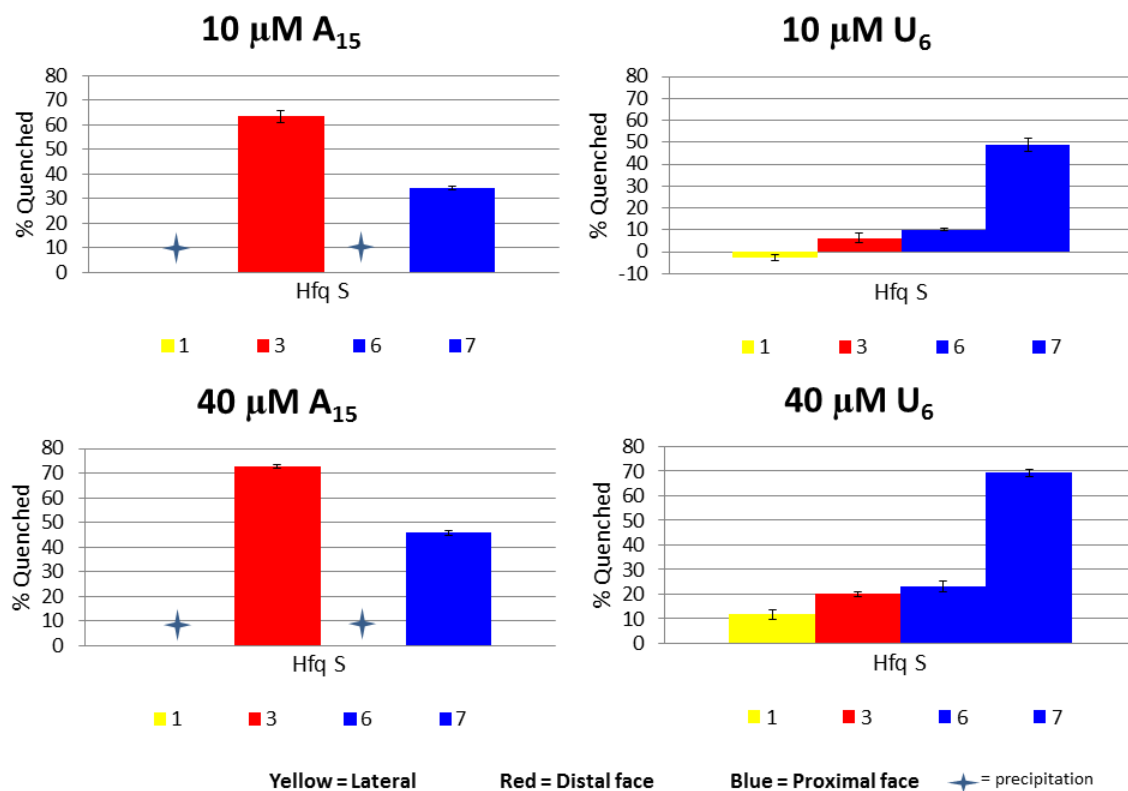 10 μM A₁₅
80
70
60
50
40
30
20
10
0
% Quenched
Hfq S
1 3 6 7
10 μM U₆
80
70
60
50
40
30
20
10
0
-10
% Quenched
Hfq S
1 3 6 7
40 μM A₁₅
80
70
60
50
40
30
20
10
0
% Quenched
Hfq S
1 3 6 7
40 μM U₆
80
70
60
50
40
30
20
10
0
% Quenched
Hfq S
1 3 6 7
Yellow = Lateral Red = Distal face Blue = Proximal face = precipitation